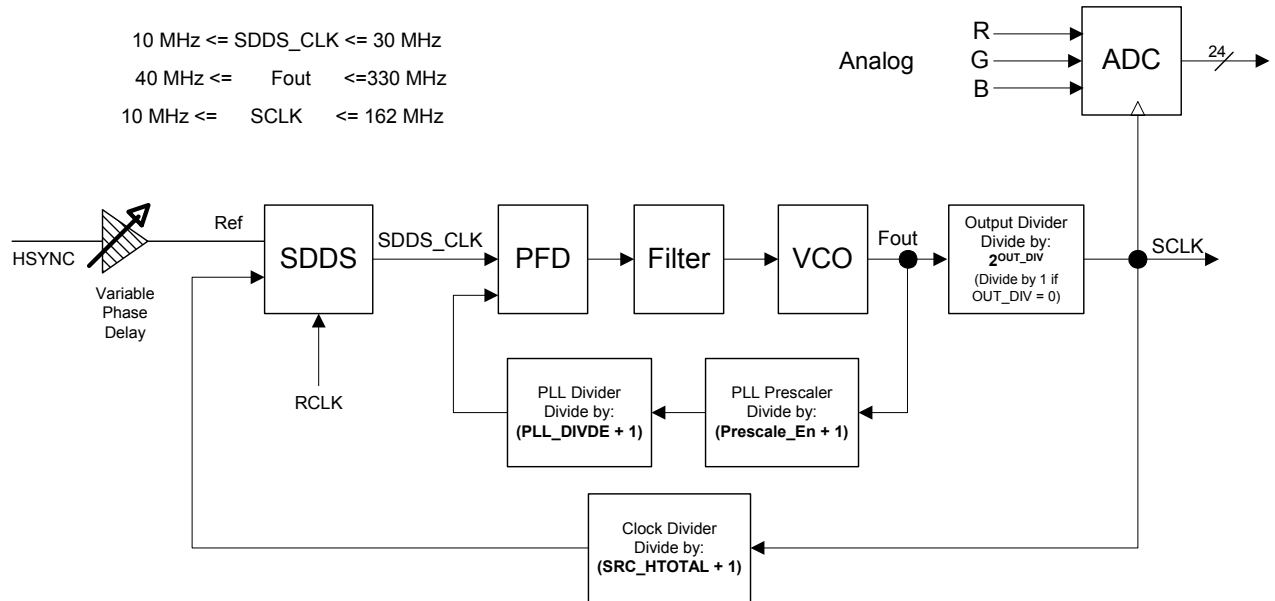 10 MHz <= SDDS_CLK <= 30 MHz
40 MHz <= Fout <=330 MHz
10 MHz <= SCLK <= 162 MHz
Analog
R
G
B
ADC
24
HSYNC
Variable
Phase
Delay
Ref
SDDS
RCLK
SDDS_CLK
PFD
Filter
VCO
Fout
Output Divider
Divide by:
2^OUT_DIV
(Divide by 1 if
OUT_DIV = 0)
SCLK
PLL Divider
Divide by:
(PLL_DIVDE + 1)
PLL Prescaler
Divide by:
(Prescale_En + 1)
Clock Divider
Divide by:
(SRC_HTOTAL + 1)